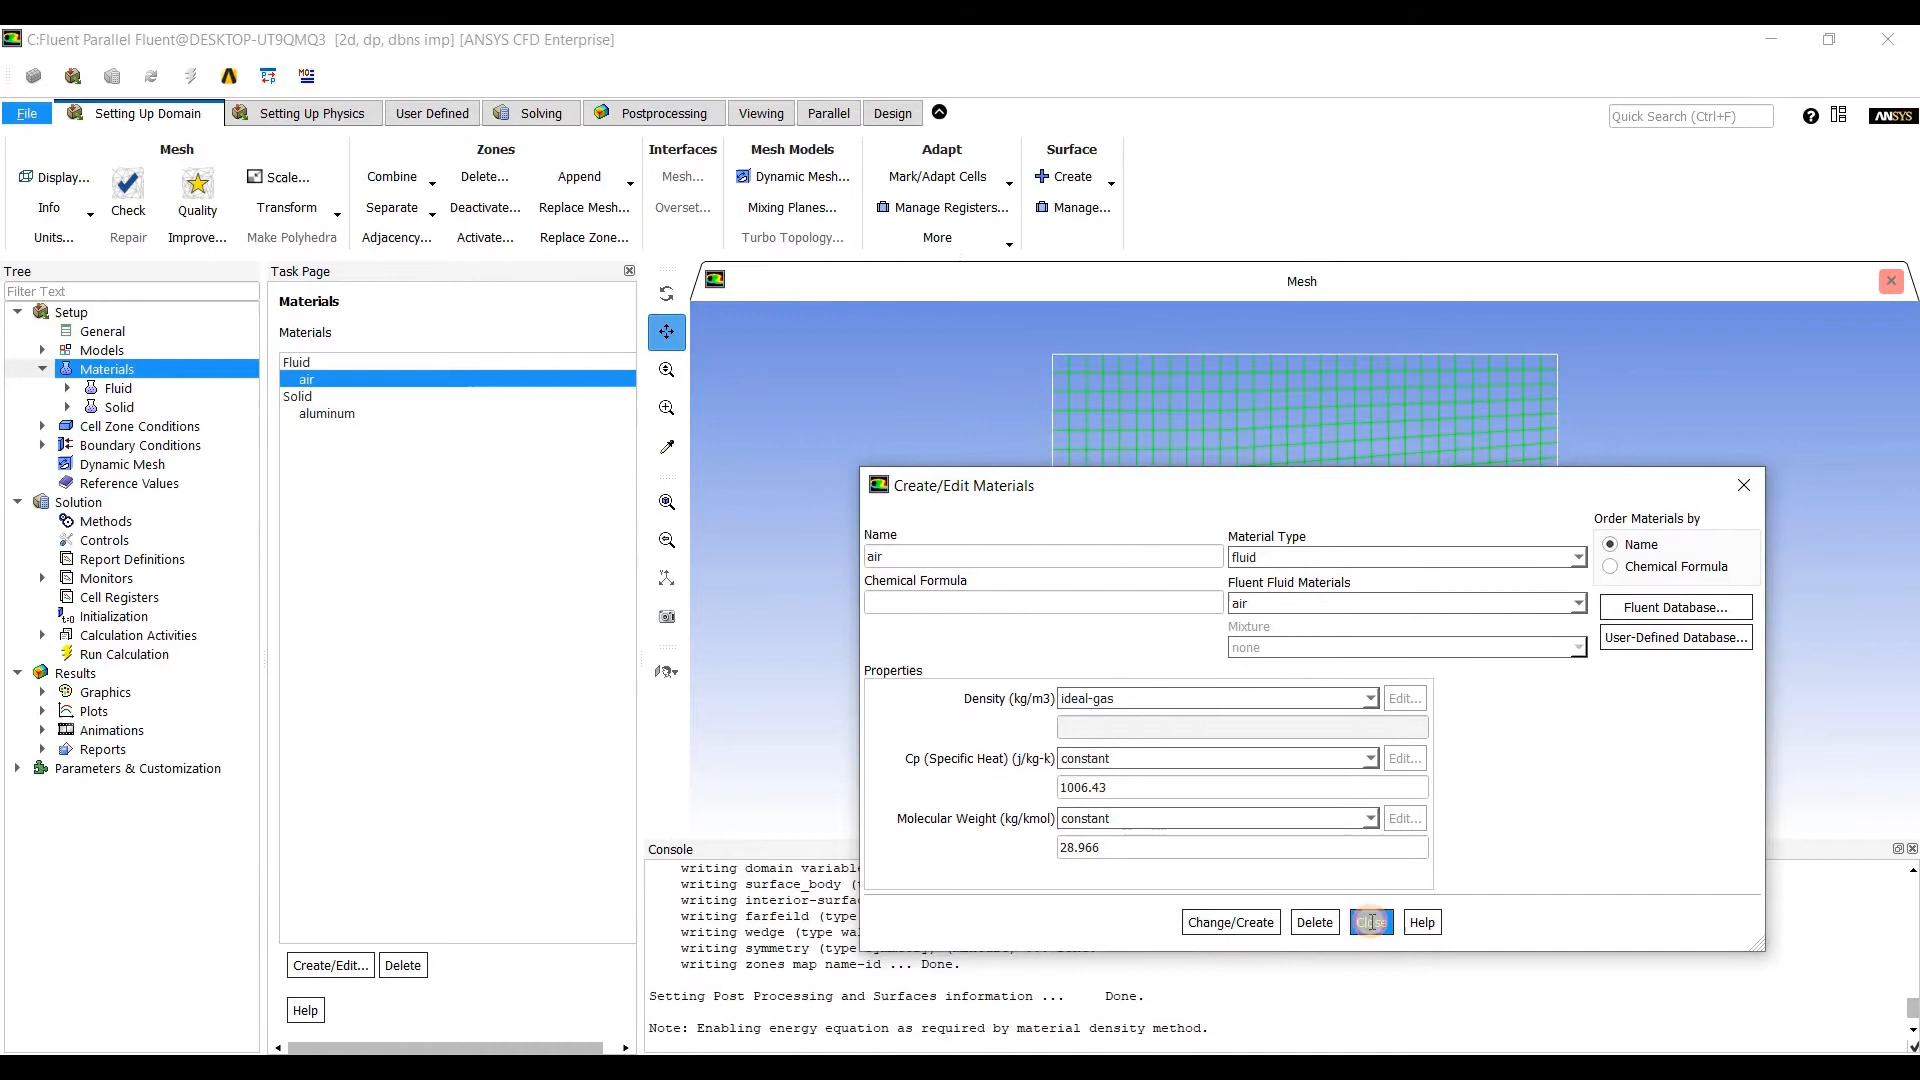 C:Fluent Parallel Fluent@DESKTOP-UT9QMQ3 [2d, dp, dbns imp] [ANSYS CFD Enterprise]
File
Setting Up Domain
Setting Up Physics
User Defined
Solving
Postprocessing
Viewing
Parallel
Design
Quick Search (Ctrl+F)
ANSYS
Mesh
Zones
Interfaces
Mesh Models
Adapt
Surface
Display...
Info
Units...
Check
Repair
Quality
Improve...
Scale...
Transform
Make Polyhedra
Combine
Separate
Adjacency...
Delete...
Deactivate...
Activate...
Append
Replace Mesh...
Replace Zone...
Mesh...
Overset...
Dynamic Mesh...
Mixing Planes...
Turbo Topology...
Mark/Adapt Cells
Manage Registers...
More
Create
Manage...
Tree
Filter Text
Setup
General
Models
Materials
Fluid
Solid
Cell Zone Conditions
Boundary Conditions
Dynamic Mesh
Reference Values
Solution
Methods
Controls
Report Definitions
Monitors
Cell Registers
Initialization
Calculation Activities
Run Calculation
Results
Graphics
Plots
Animations
Reports
Parameters & Customization
Task Page
Materials
Materials
Fluid
air
Solid
aluminum
Create/Edit...
Delete
Help
Mesh
Create/Edit Materials
Name
air
Chemical Formula
Material Type
fluid
Fluent Fluid Materials
air
Mixture
none
Order Materials by
Name
Chemical Formula
Fluent Database...
User-Defined Database...
Properties
Density (kg/m3)
ideal-gas
Edit...
Cp (Specific Heat) (j/kg-k)
constant
Edit...
1006.43
Molecular Weight (kg/kmol)
constant
Edit...
28.966
Change/Create
Delete
Close
Help
Console
writing domain variabl
writing surface_body (
writing interior-surfa
writing farfeild (type
writing wedge (type wa
writing symmetry (type
writing zones map name-id ... Done.
Setting Post Processing and Surfaces information ... Done.
Note: Enabling energy equation as required by material density method.